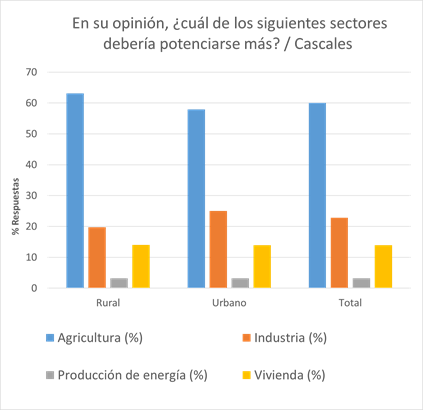 En su opinión, ¿cuál de los siguientes sectores
debería potenciarse más? / Cascales
70
60
50
40
30
20
10
0
% Respuestas
Rural Urbano Total
Agricultura (%) Industria (%)
Producción de energía (%) Vivienda (%)